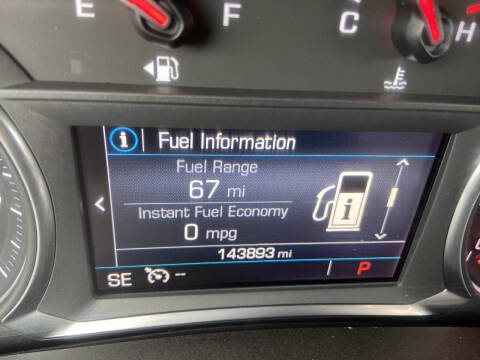 E F C H
i Fuel Information
Fuel Range
67 mi
Instant Fuel Economy
0 mpg
i
143893 mi
SE -- P